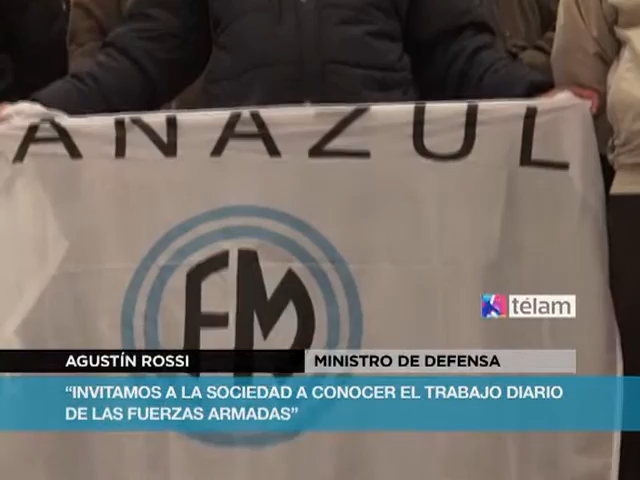 ANAZUL
FM
télam
AGUSTÍN ROSSI
MINISTRO DE DEFENSA
“INVITAMOS A LA SOCIEDAD A CONOCER EL TRABAJO DIARIO
DE LAS FUERZAS ARMADAS”